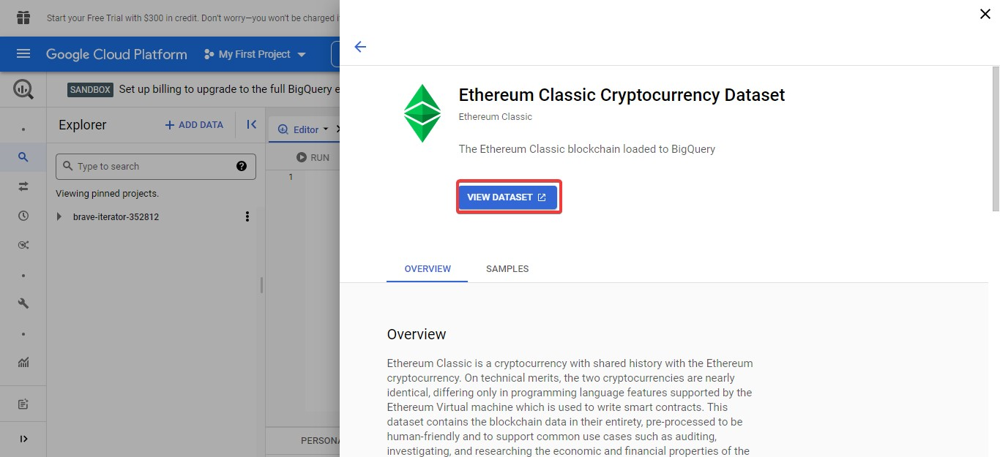 Start your Free Trial with $300 in credit. Don't worry—you won't be charged i
Google Cloud Platform
My First Project
SANDBOX Set up billing to upgrade to the full BigQuery e
Explorer
+ ADD DATA
Editor
Type to search
RUN
1
Viewing pinned projects.
brave-iterator-352812
PERSONA
Ethereum Classic Cryptocurrency Dataset
Ethereum Classic
The Ethereum Classic blockchain loaded to BigQuery
VIEW DATASET
OVERVIEW SAMPLES
Overview
Ethereum Classic is a cryptocurrency with shared history with the Ethereum
cryptocurrency. On technical merits, the two cryptocurrencies are nearly
identical, differing only in programming language features supported by the
Ethereum Virtual machine which is used to write smart contracts. This
dataset contains the blockchain data in their entirety, pre-processed to be
human-friendly and to support common use cases such as auditing,
investigating, and researching the economic and financial properties of the